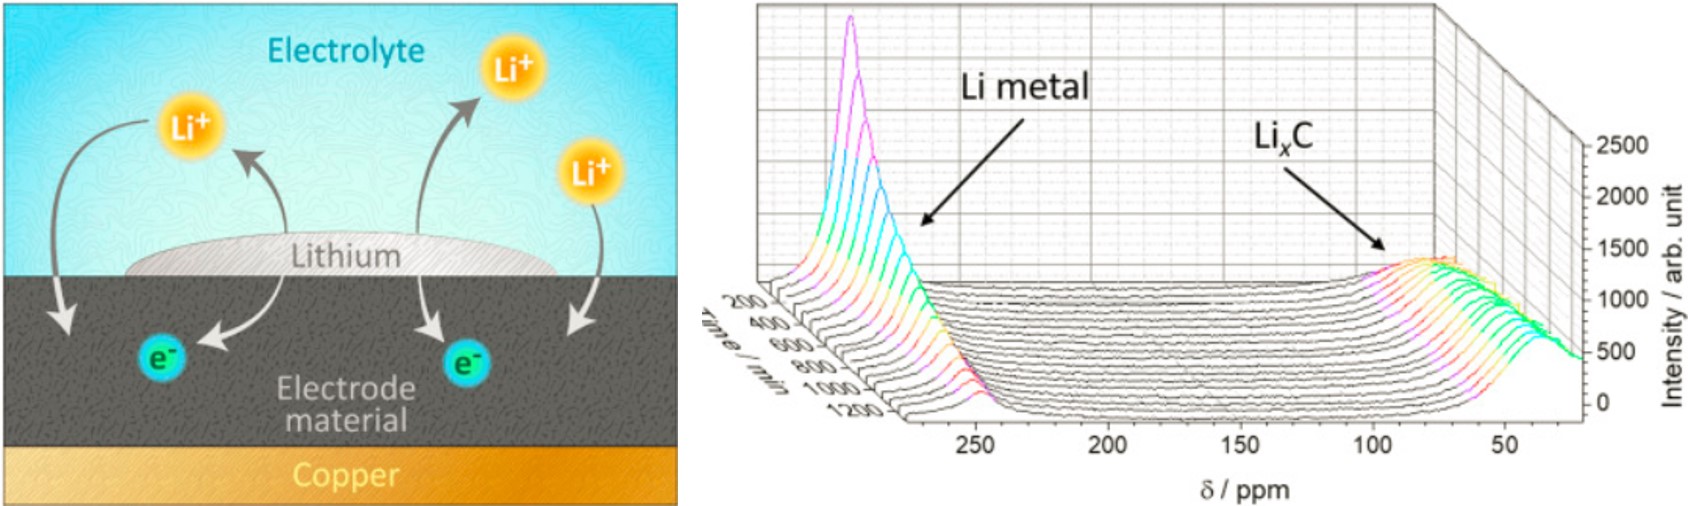 Electrolyte
Li+
Li+
Li+
Lithium
e-
e-
Electrode
material
Copper
Li metal
LixC
2500
2000
1500
1000
500
0
Intensity / arb. unit
200
400
600
800
1000
1200
Time / min
250
200
150
100
50
δ / ppm